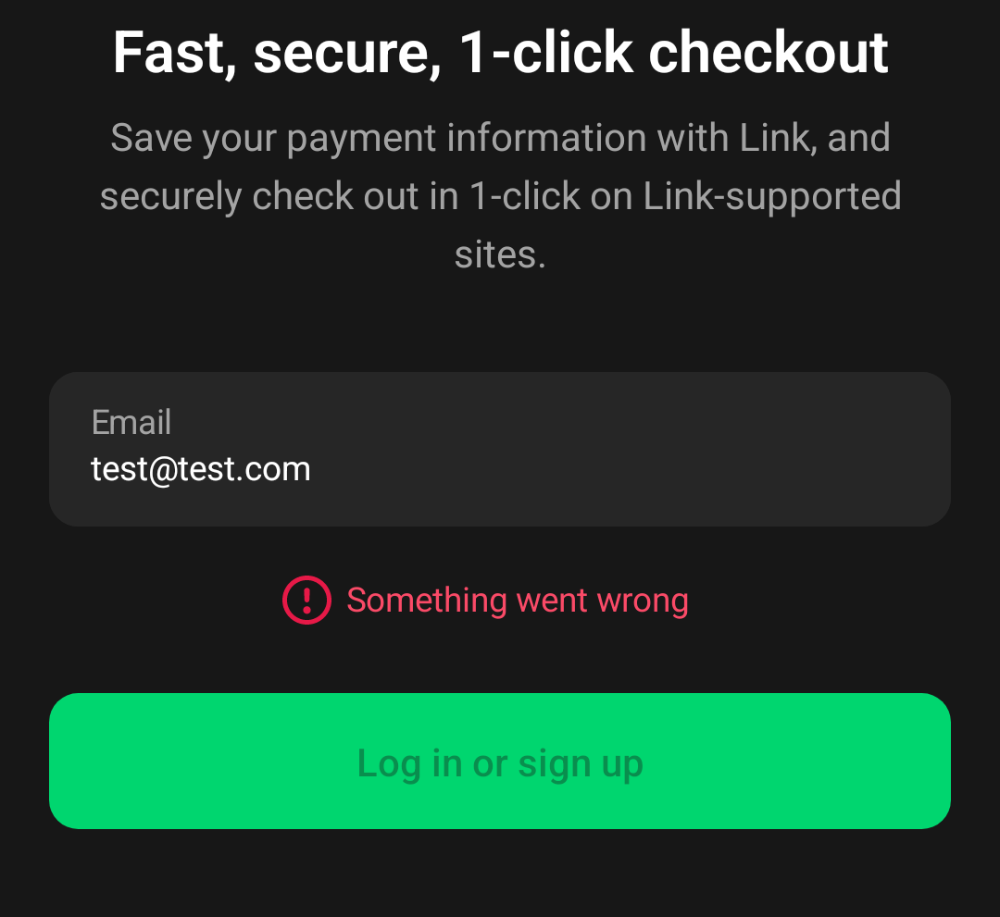 Fast, secure, 1-click checkout
Save your payment information with Link, and
securely check out in 1-click on Link-supported
sites.
Email
test@test.com
Something went wrong
Log in or sign up